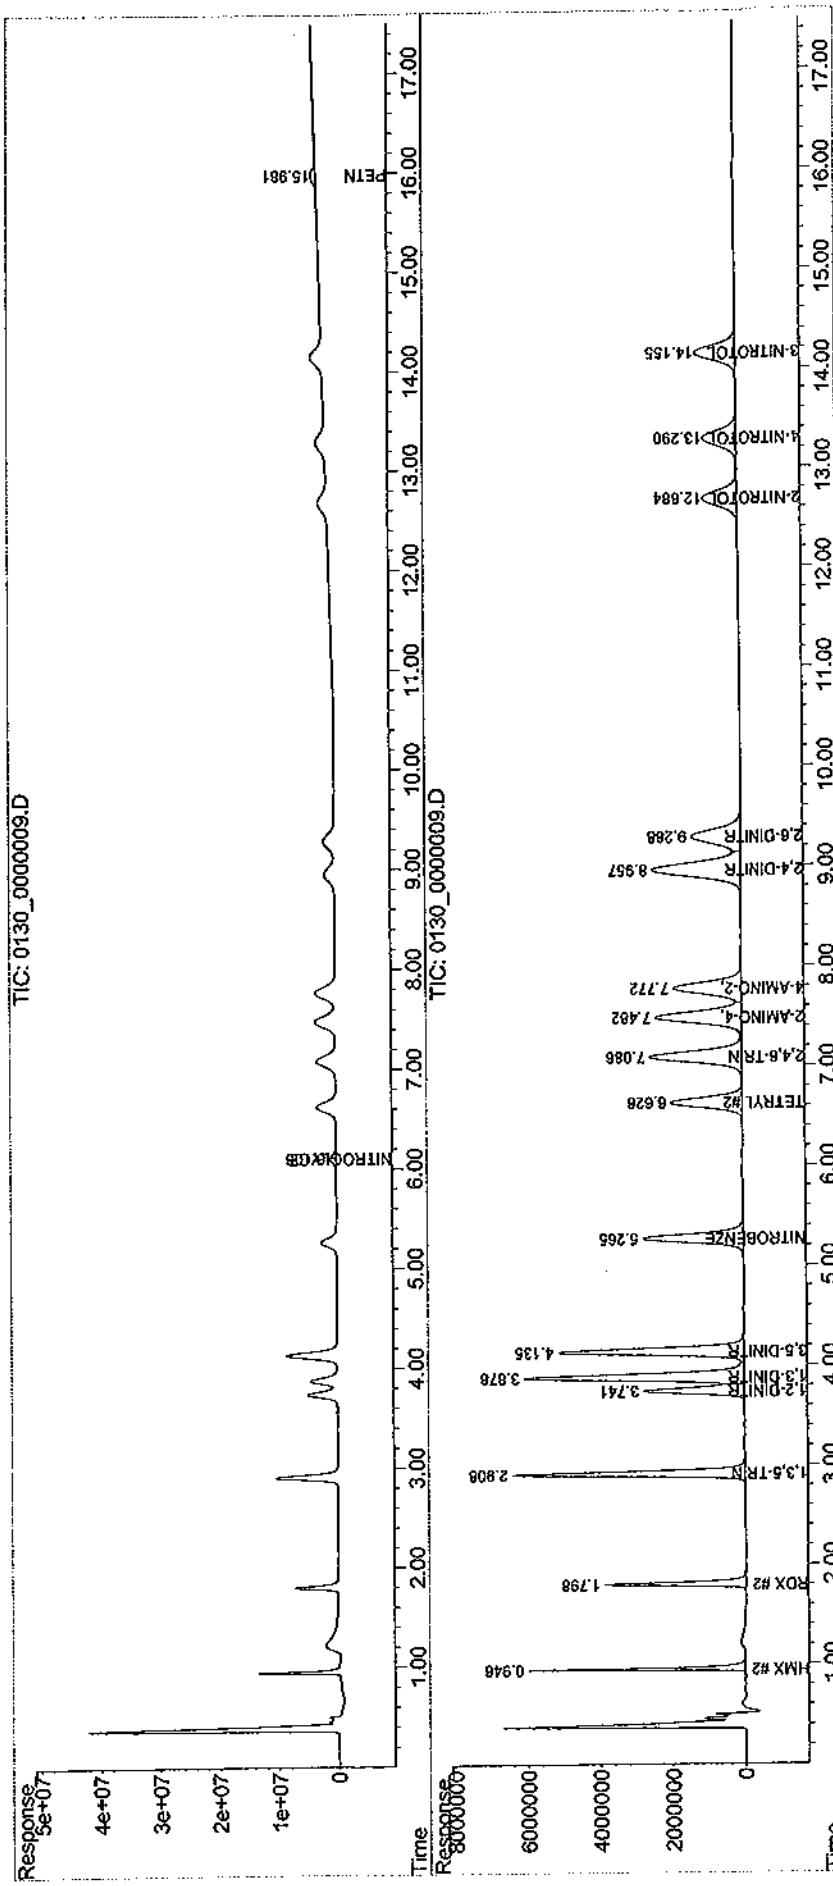 TIC: 0130_0000009.D
Response
5e+07
4e+07
3e+07
2e+07
1e+07
0
15.981
PETN
Time
1.00 2.00 3.00 4.00 5.00 6.00 7.00 8.00 9.00 10.00 11.00 12.00 13.00 14.00 15.00 16.00 17.00
TIC: 0130_0000009.D
Response
8000000
6000000
4000000
2000000
0
0.946
HMX #2
1.798
RDX #2
2.908
1,3,5-TRN
3.741
1,2-DINITR
3.878
1,3-DINITR
4.135
3,5-DINITR
5.265
NITROBENZE
6.628
TETRYL #2
7.086
2,4,6-TRN
7.482
2-AMINO-4,
7.772
4-AMINO-2,
8.957
2,4-DINITR
9.288
2,6-DINITR
12.684
2-NITROTOL
13.290
4-NITROTOL
14.155
3-NITROTOL
Time
1.00 2.00 3.00 4.00 5.00 6.00 7.00 8.00 9.00 10.00 11.00 12.00 13.00 14.00 15.00 16.00 17.00